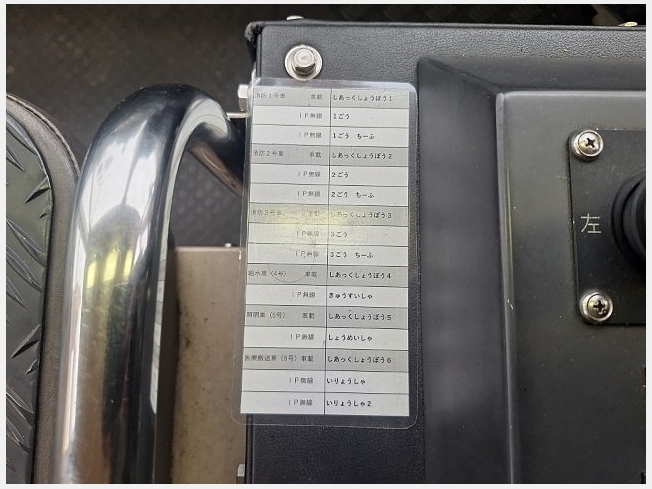 消防1号車 車載 しあっくしょうぼう1
IP無線 1ごう
IP無線 1ごう ちーふ
消防2号車 車載 しあっくしょうぼう2
IP無線 2ごう
IP無線 2ごう ちーふ
消防3号車 車載 しあっくしょうぼう3
IP無線 3ごう
IP無線 3ごう ちーふ
給水車（4号） 車載 しあっくしょうぼう4
IP無線 きゅうすいしゃ
照明車（5号） 車載 しあっくしょうぼう5
IP無線 しょうめいしゃ
医療搬送車（6号）車載 しあっくしょうぼう6
IP無線 いりょうしゃ
IP無線 いりょうしゃ2
左